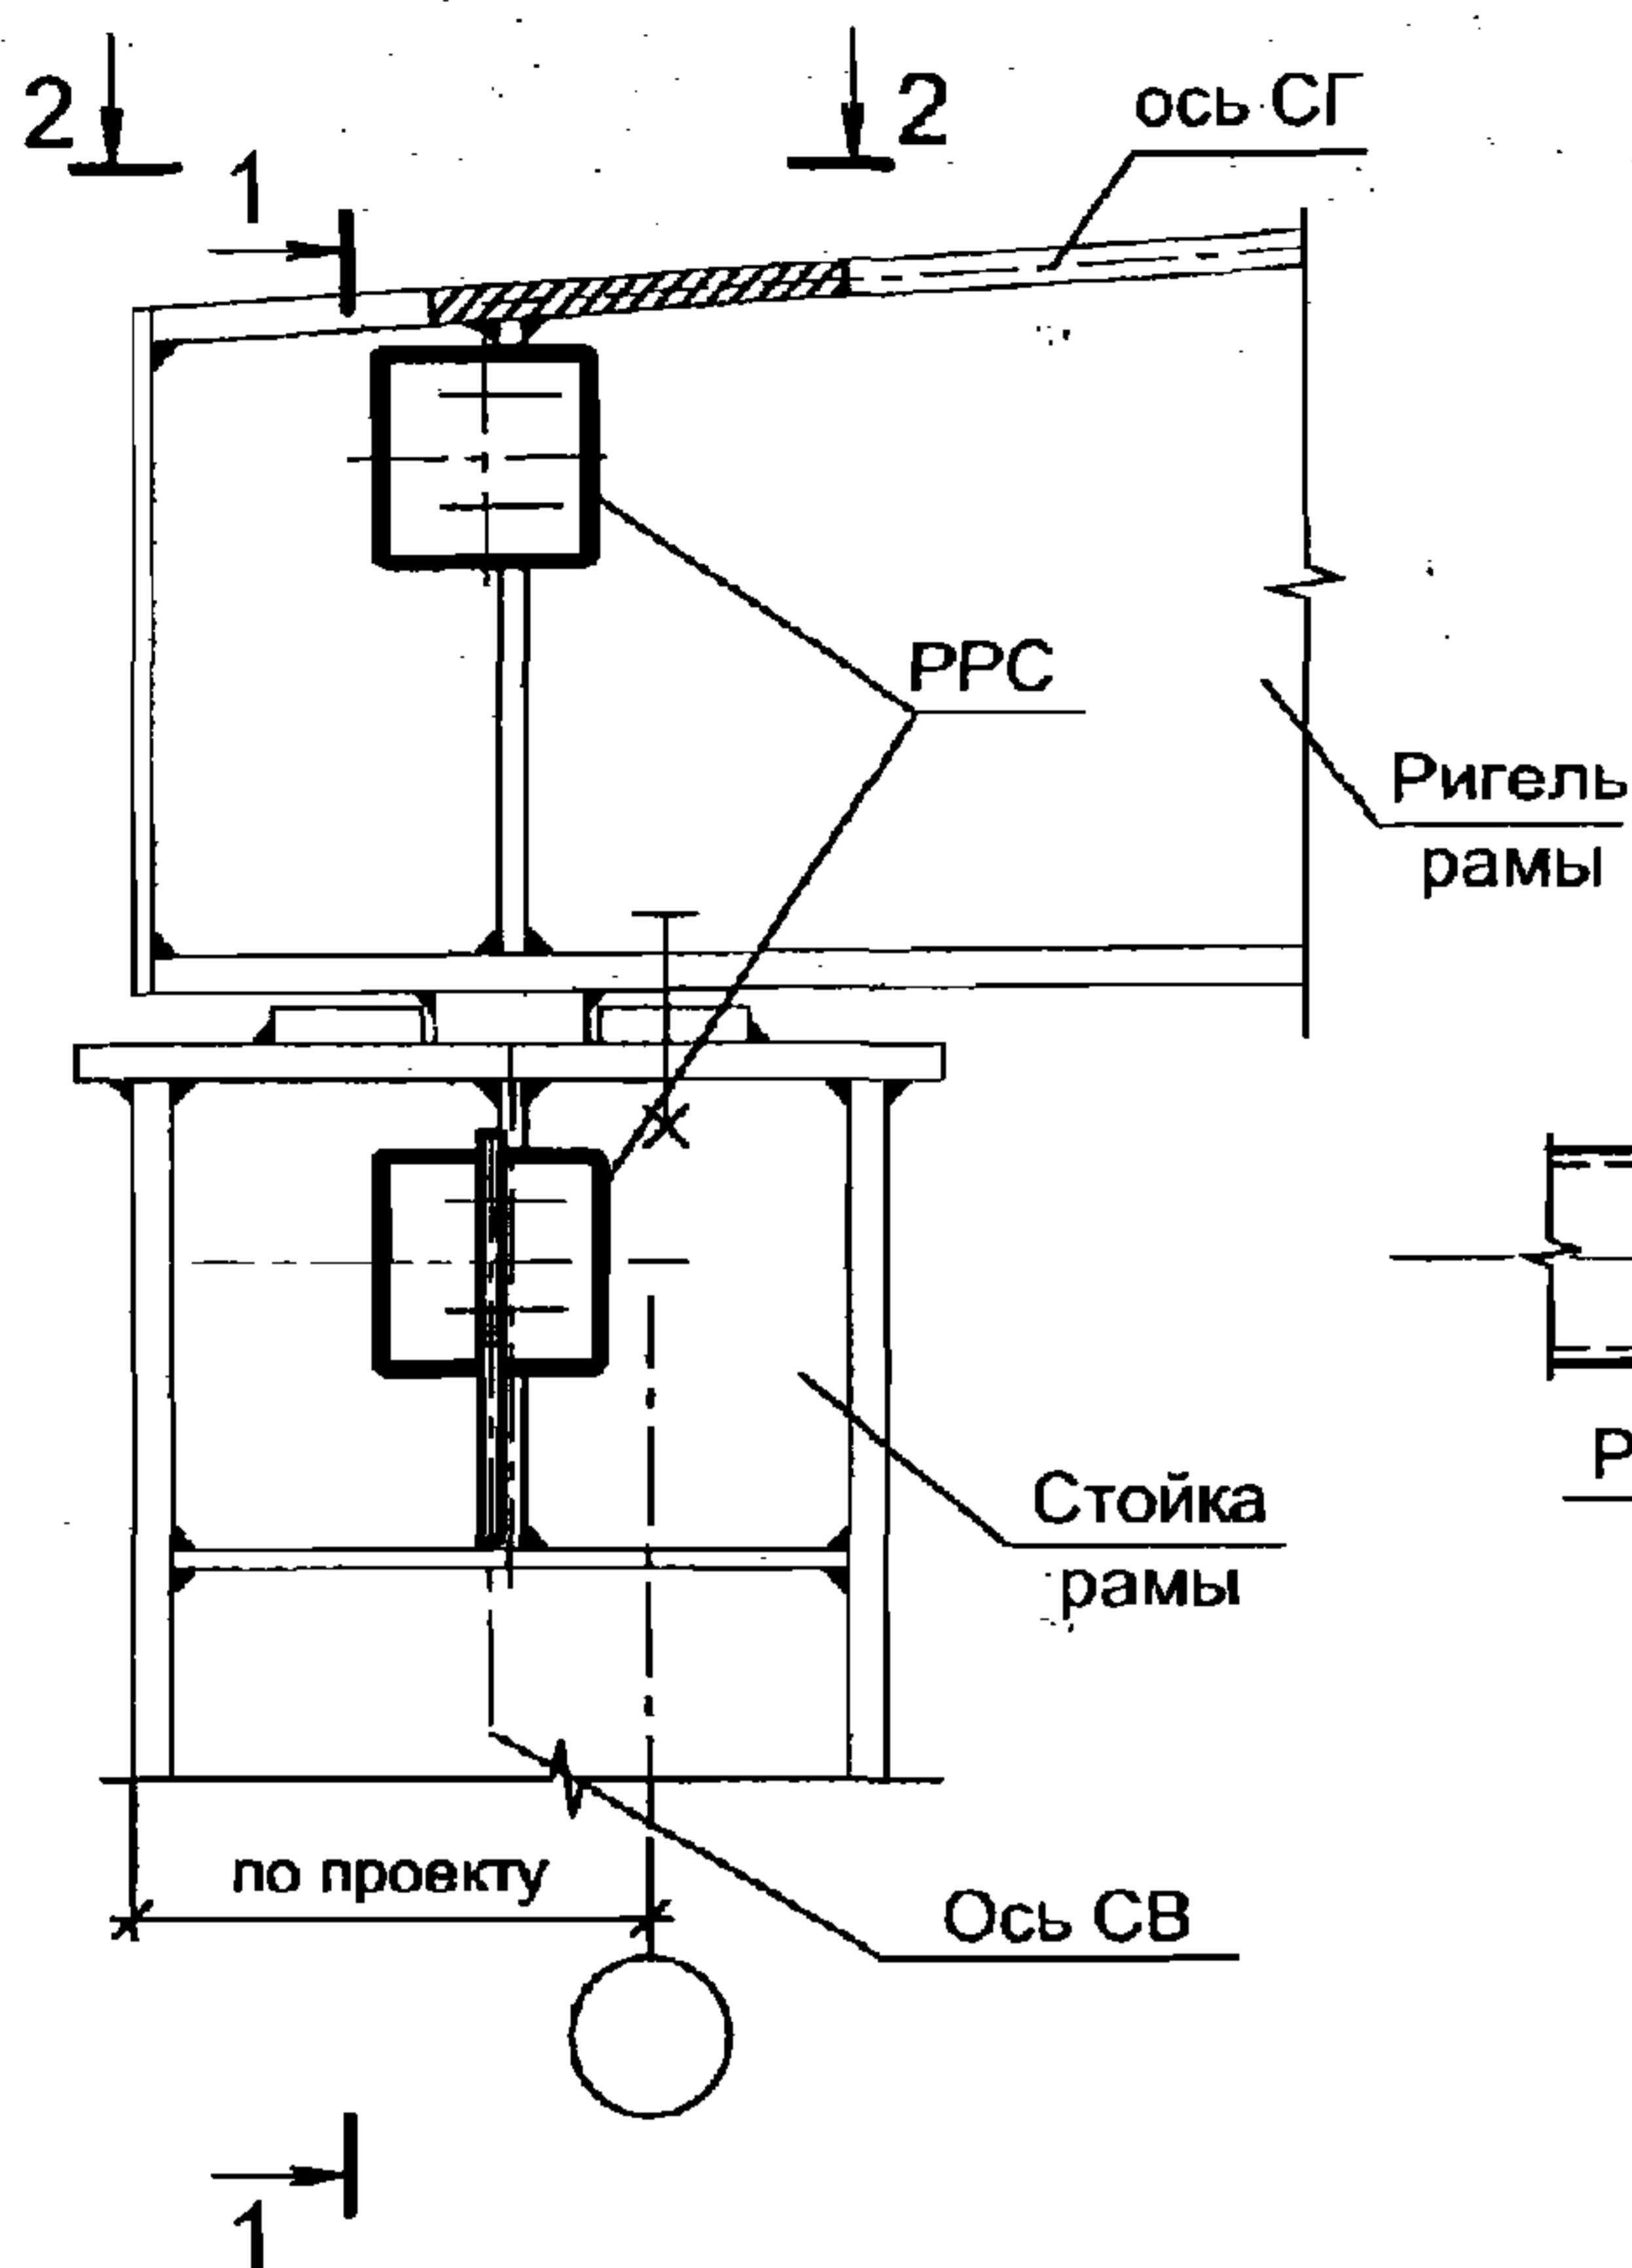 2
2
ось СГ
1
РРС
Ригель
рамы
Р
Стойка
рамы
по проекту
Ось СВ
1